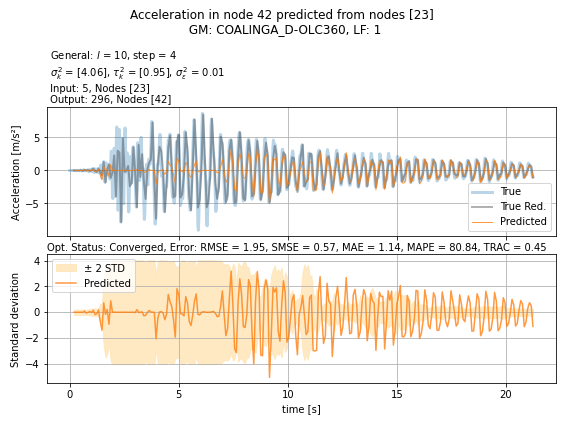 Acceleration in node 42 predicted from nodes [23]
GM: COALINGA_D-OLC360, LF: 1
General: l = 10, step = 4
σ²ₖ = [4.06], τ²ₖ = [0.95], σ²ε = 0.01
Input: 5, Nodes [23]
Output: 296, Nodes [42]
Acceleration [m/s²]
5
0
−5
True
True Red.
Predicted
Opt. Status: Converged, Error: RMSE = 1.95, SMSE = 0.57, MAE = 1.14, MAPE = 80.84, TRAC = 0.45
Standard deviation
4
2
0
−2
−4
± 2 STD
Predicted
0 5 10 15 20
time [s]